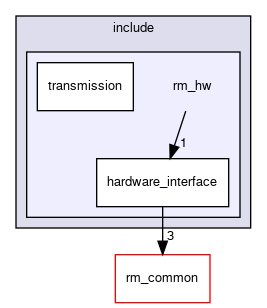 include
transmission
rm_hw
1
hardware_interface
3
rm_common